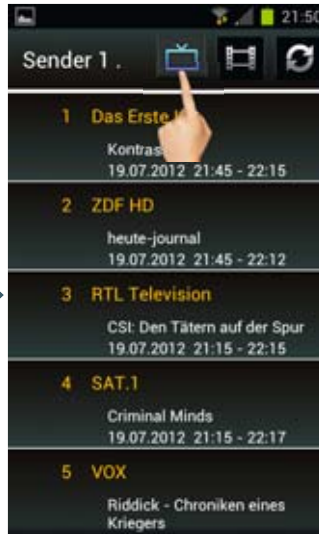 21:50
Sender 1 .
1 Das Erste
Kontras
19.07.2012 21:45 - 22:15
2 ZDF HD
heute-journal
19.07.2012 21:45 - 22:12
3 RTL Television
CSI: Den Tätern auf der Spur
19.07.2012 21:15 - 22:15
4 SAT.1
Criminal Minds
19.07.2012 21:15 - 22:17
5 VOX
Riddick - Chroniken eines
Kriegers